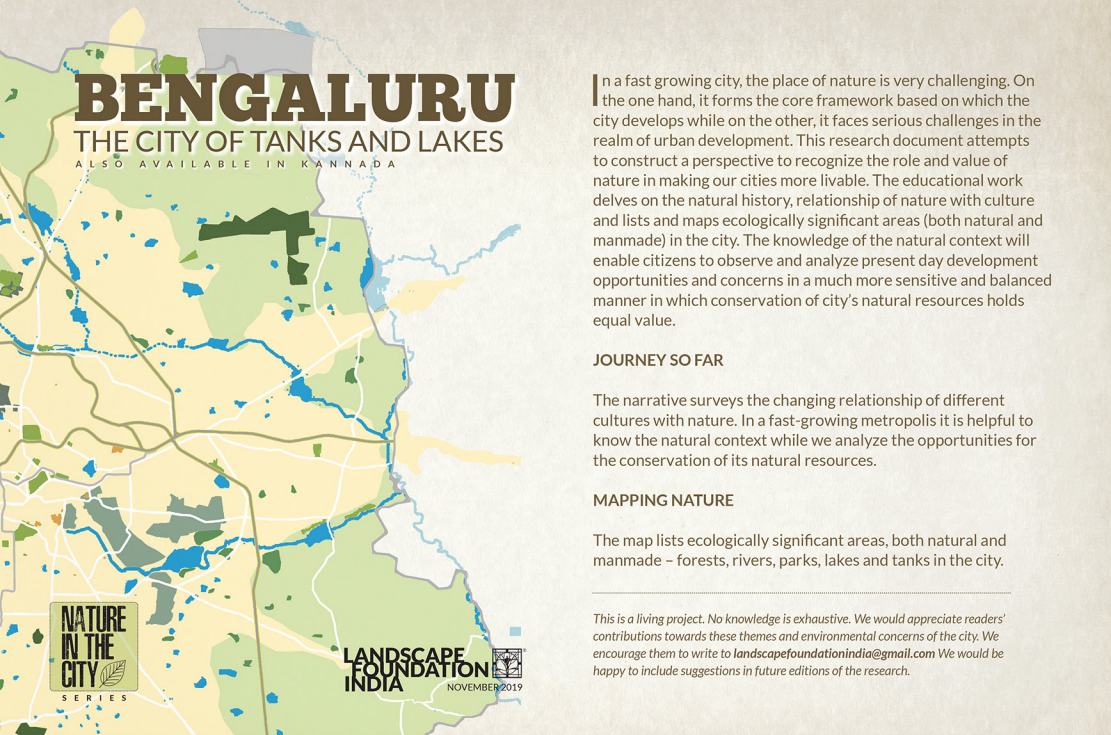 BENGALURU
THE CITY OF TANKS AND LAKES
ALSO AVAILABLE IN KANNADA
NATURE
IN THE
CITY
SERIES
LANDSCAPE
FOUNDATION
INDIA
NOVEMBER 2019
In a fast growing city, the place of nature is very challenging. On
the one hand, it forms the core framework based on which the
city develops while on the other, it faces serious challenges in the
realm of urban development. This research document attempts
to construct a perspective to recognize the role and value of
nature in making our cities more livable. The educational work
delves on the natural history, relationship of nature with culture
and lists and maps ecologically significant areas (both natural and
manmade) in the city. The knowledge of the natural context will
enable citizens to observe and analyze present day development
opportunities and concerns in a much more sensitive and balanced
manner in which conservation of city’s natural resources holds
equal value.
JOURNEY SO FAR
The narrative surveys the changing relationship of different
cultures with nature. In a fast-growing metropolis it is helpful to
know the natural context while we analyze the opportunities for
the conservation of its natural resources.
MAPPING NATURE
The map lists ecologically significant areas, both natural and
manmade – forests, rivers, parks, lakes and tanks in the city.
This is a living project. No knowledge is exhaustive. We would appreciate readers’
contributions towards these themes and environmental concerns of the city. We
encourage them to write to landscapefoundationindia@gmail.com We would be
happy to include suggestions in future editions of the research.